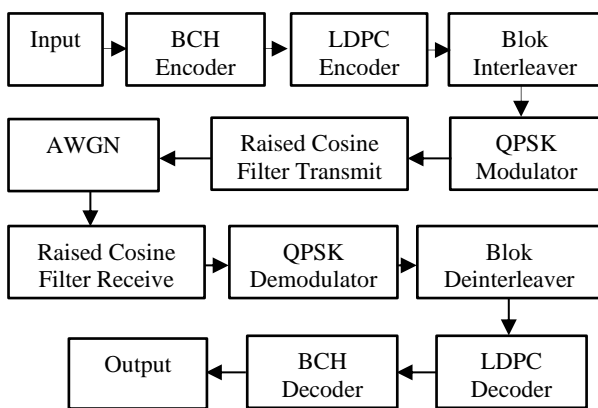 Input
BCH
Encoder
LDPC
Encoder
Blok
Interleaver
AWGN
Raised Cosine
Filter Transmit
QPSK
Modulator
Raised Cosine
Filter Receive
QPSK
Demodulator
Blok
Deinterleaver
Output
BCH
Decoder
LDPC
Decoder